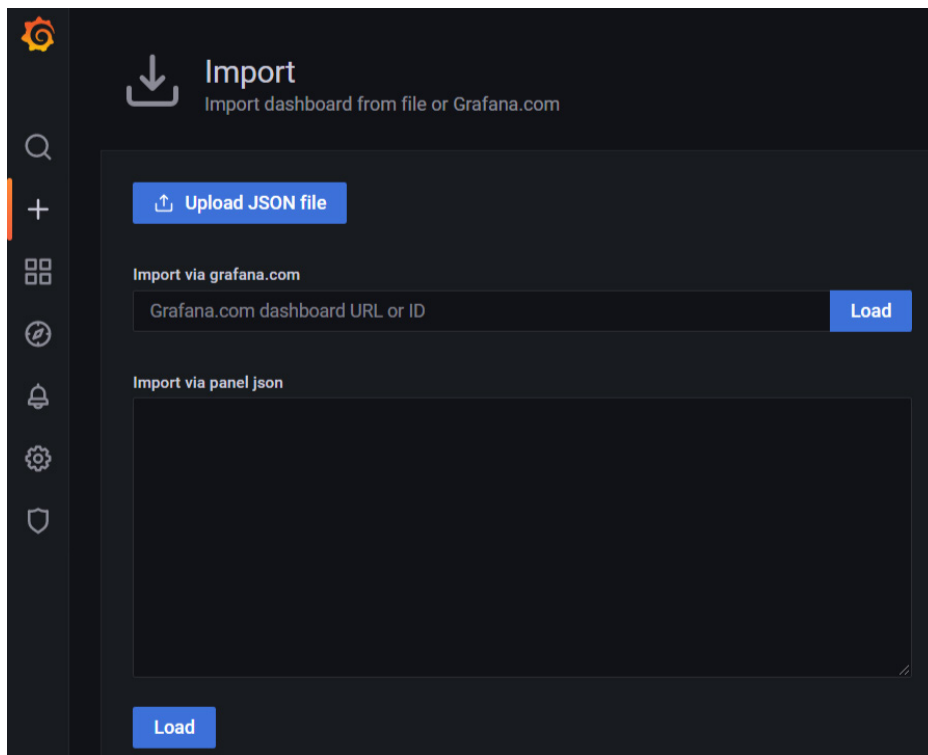 Import
Import dashboard from file or Grafana.com
Upload JSON file
Import via grafana.com
Grafana.com dashboard URL or ID
Load
Import via panel json
Load